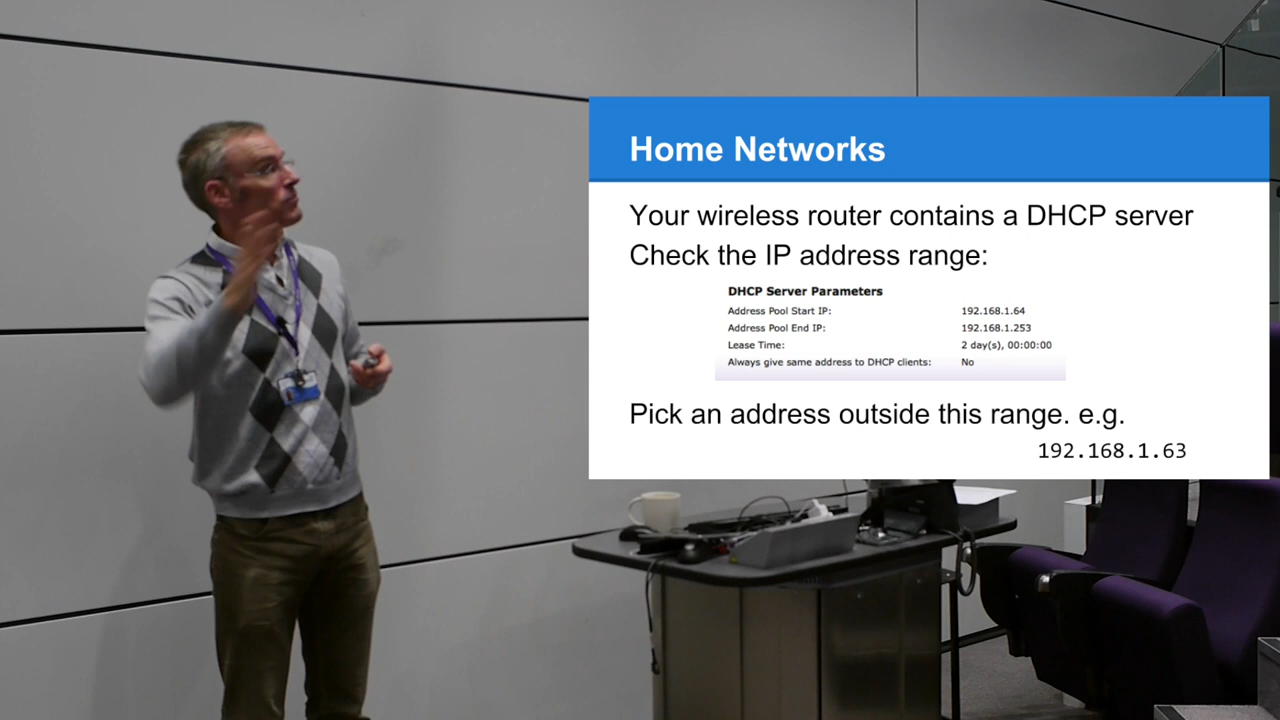 Home Networks
Your wireless router contains a DHCP server
Check the IP address range:
DHCP Server Parameters
Address Pool Start IP: 192.168.1.64
Address Pool End IP: 192.168.1.253
Lease Time: 2 day(s), 00:00:00
Always give same address to DHCP clients: No
Pick an address outside this range. e.g.
192.168.1.63